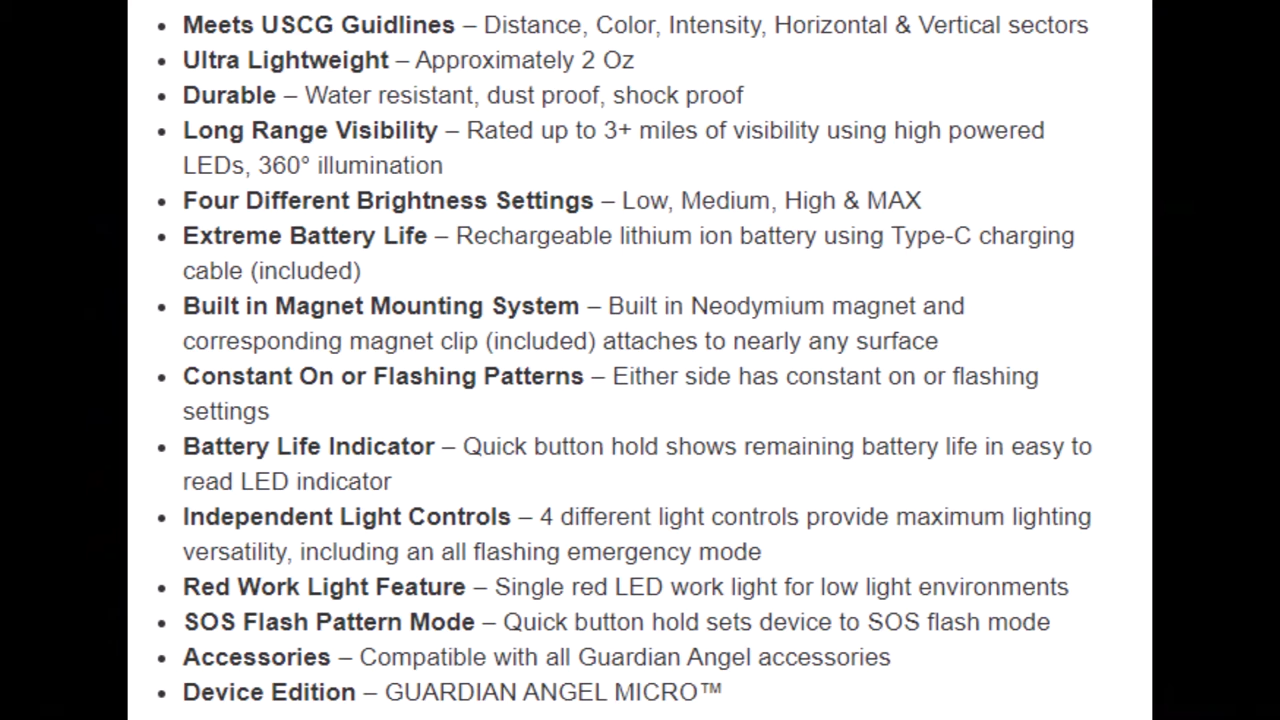 • Meets USCG Guidlines – Distance, Color, Intensity, Horizontal & Vertical sectors
• Ultra Lightweight – Approximately 2 Oz
• Durable – Water resistant, dust proof, shock proof
• Long Range Visibility – Rated up to 3+ miles of visibility using high powered
LEDs, 360° illumination
• Four Different Brightness Settings – Low, Medium, High & MAX
• Extreme Battery Life – Rechargeable lithium ion battery using Type-C charging
cable (included)
• Built in Magnet Mounting System – Built in Neodymium magnet and
corresponding magnet clip (included) attaches to nearly any surface
• Constant On or Flashing Patterns – Either side has constant on or flashing
settings
• Battery Life Indicator – Quick button hold shows remaining battery life in easy to
read LED indicator
• Independent Light Controls – 4 different light controls provide maximum lighting
versatility, including an all flashing emergency mode
• Red Work Light Feature – Single red LED work light for low light environments
• SOS Flash Pattern Mode – Quick button hold sets device to SOS flash mode
• Accessories – Compatible with all Guardian Angel accessories
• Device Edition – GUARDIAN ANGEL MICRO™